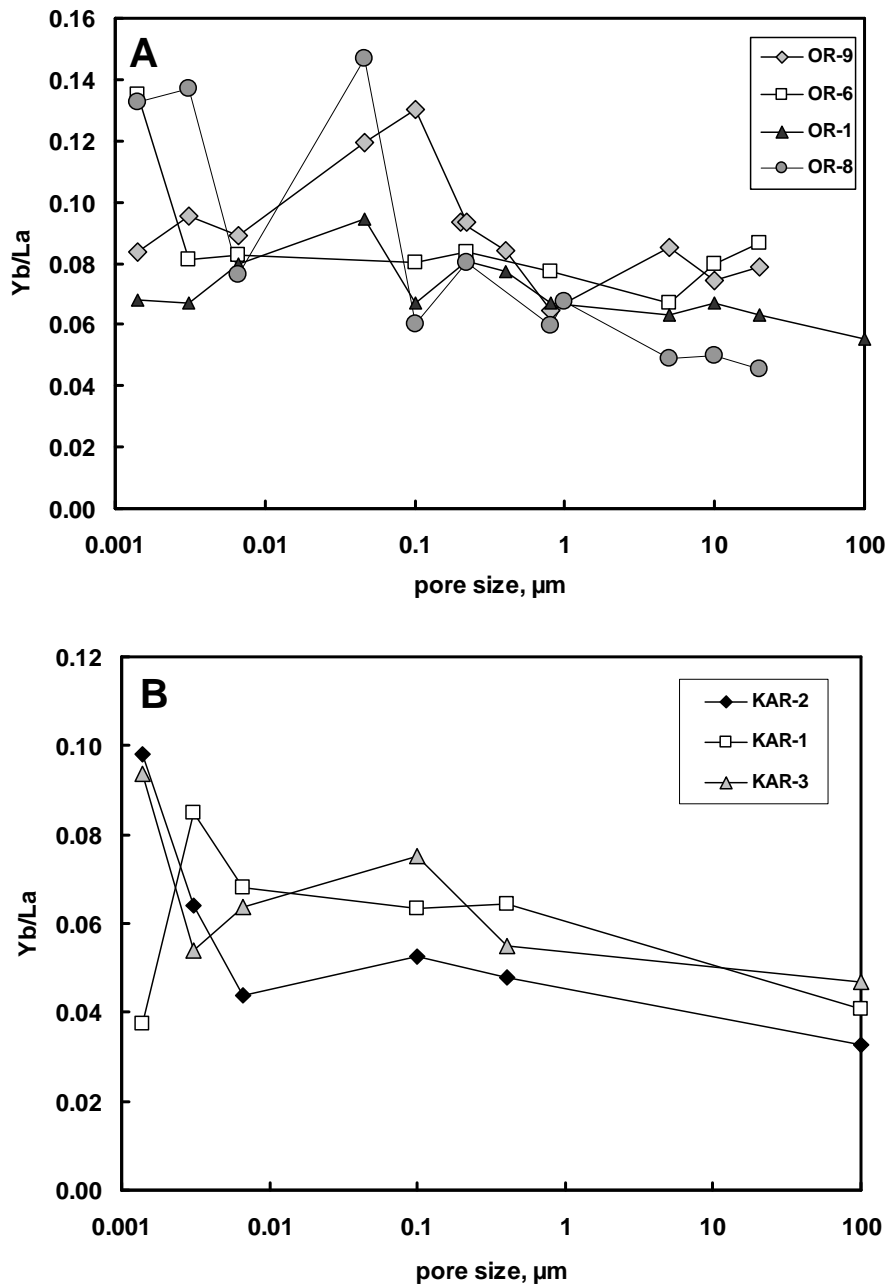 A
OR-9
OR-6
OR-1
OR-8
0.16
0.14
0.12
0.10
0.08
0.06
0.04
0.02
0.00
Yb/La
0.001 0.01 0.1 1 10 100
pore size, µm
B
KAR-2
KAR-1
KAR-3
0.12
0.10
0.08
0.06
0.04
0.02
0.00
Yb/La
0.001 0.01 0.1 1 10 100
pore size, µm